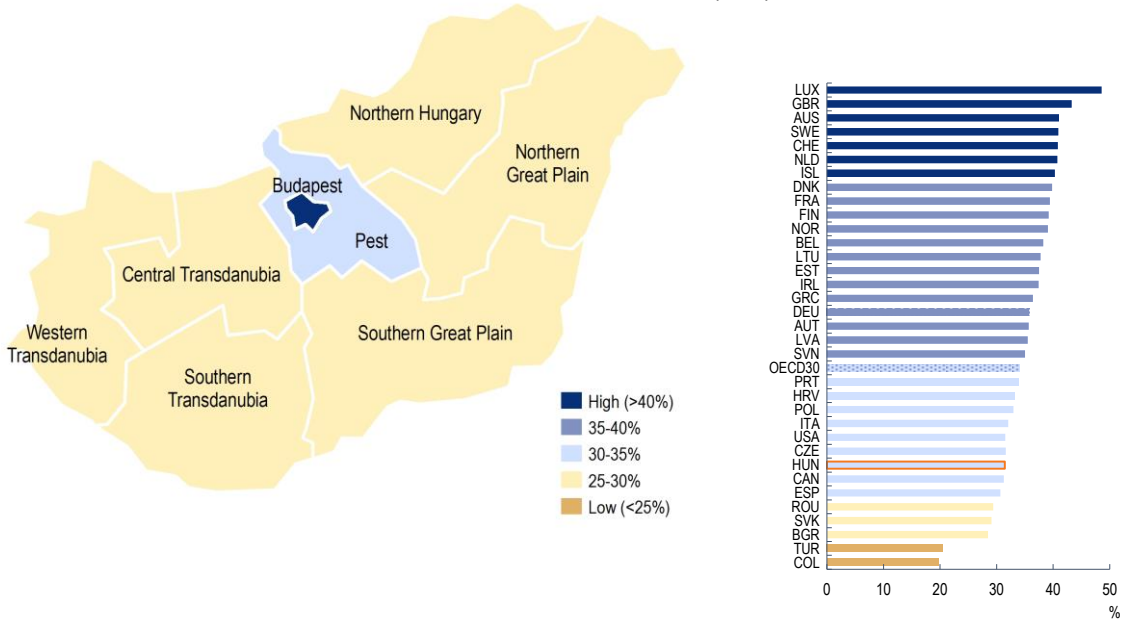 Northern Hungary
Northern
Great Plain
Budapest
Pest
Central Transdanubia
Western
Transdanubia
Southern Great Plain
Southern
Transdanubia
High (>40%)
35-40%
30-35%
25-30%
Low (<25%)
LUX
GBR
AUS
SWE
CHE
NLD
ISL
DNK
FRA
FIN
NOR
BEL
LTU
EST
IRL
GRC
DEU
AUT
LVA
SVN
OECD30
PRT
HRV
POL
ITA
USA
CZE
HUN
CAN
ESP
ROU
SVK
BGR
TUR
COL
0 10 20 30 40 50
%